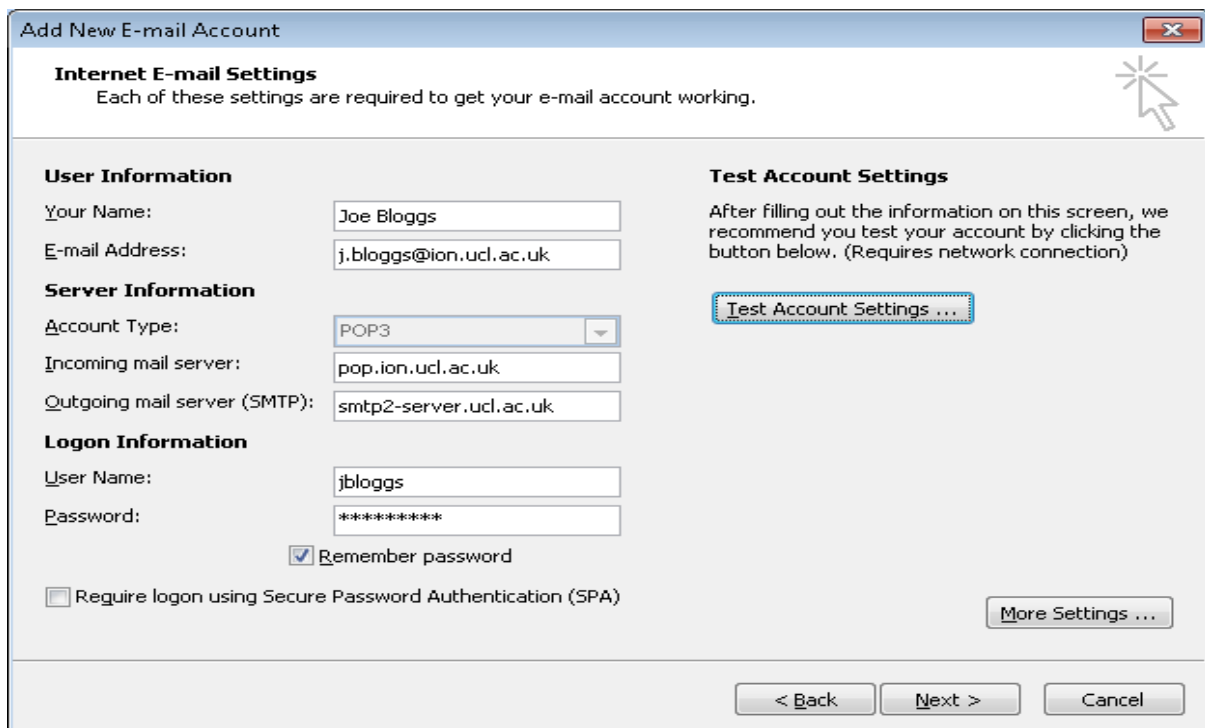 Add New E-mail Account
Internet E-mail Settings
Each of these settings are required to get your e-mail account working.
User Information
Your Name:
Joe Bloggs
E-mail Address:
j.bloggs@ion.ucl.ac.uk
Server Information
Account Type:
POP3
Incoming mail server:
pop.ion.ucl.ac.uk
Outgoing mail server (SMTP):
smtp2-server.ucl.ac.uk
Logon Information
User Name:
jbloggs
Password:
*********
Remember password
Require logon using Secure Password Authentication (SPA)
Test Account Settings
After filling out the information on this screen, we
recommend you test your account by clicking the
button below. (Requires network connection)
Test Account Settings ...
More Settings ...
< Back
Next >
Cancel